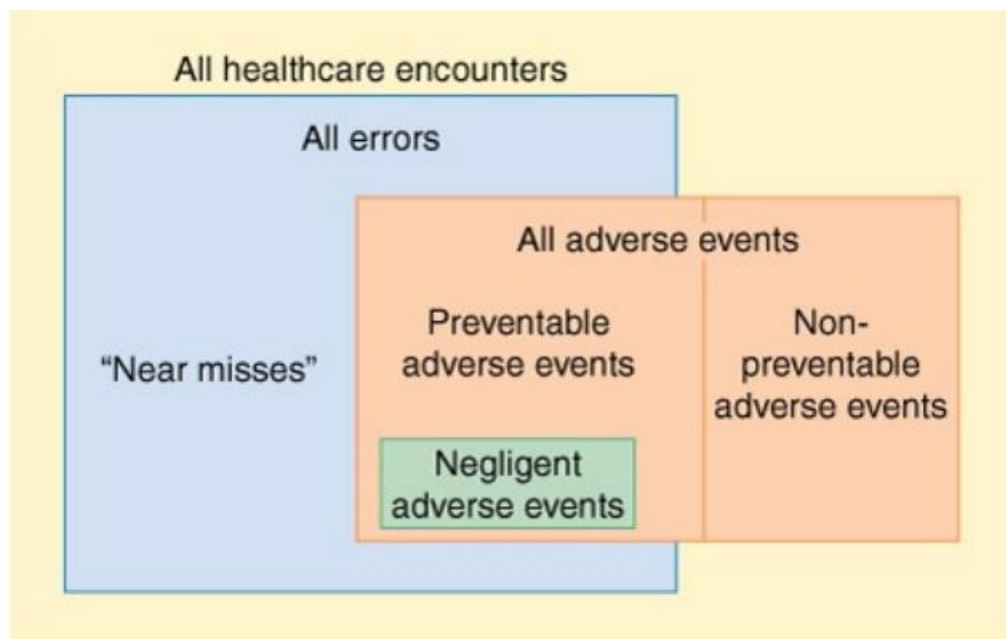 All healthcare encounters
All errors
All adverse events
“Near misses”
Preventable
adverse events
Non-
preventable
adverse events
Negligent
adverse events